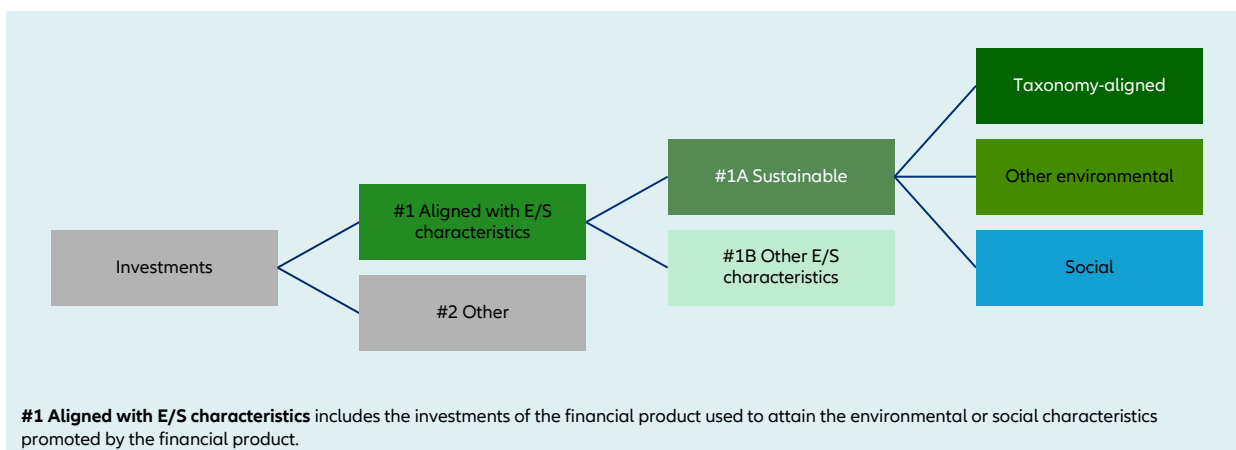 Investments
#1 Aligned with E/S
characteristics
#2 Other
#1A Sustainable
#1B Other E/S
characteristics
Taxonomy-aligned
Other environmental
Social
#1 Aligned with E/S characteristics includes the investments of the financial product used to attain the environmental or social characteristics
promoted by the financial product.